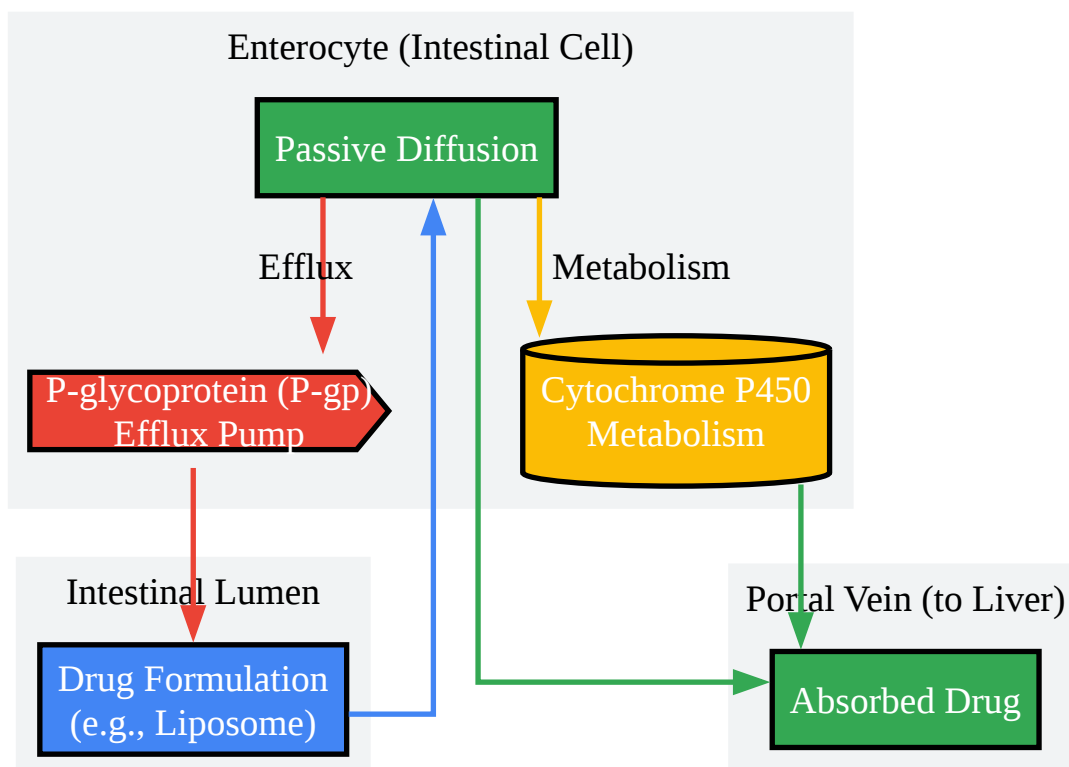 Enterocyte (Intestinal Cell)
Passive Diffusion
Efflux
Metabolism
P-glycoprotein (P-gp)
Efflux Pump
Cytochrome P450
Metabolism
Intestinal Lumen
Drug Formulation
(e.g., Liposome)
Portal Vein (to Liver)
Absorbed Drug